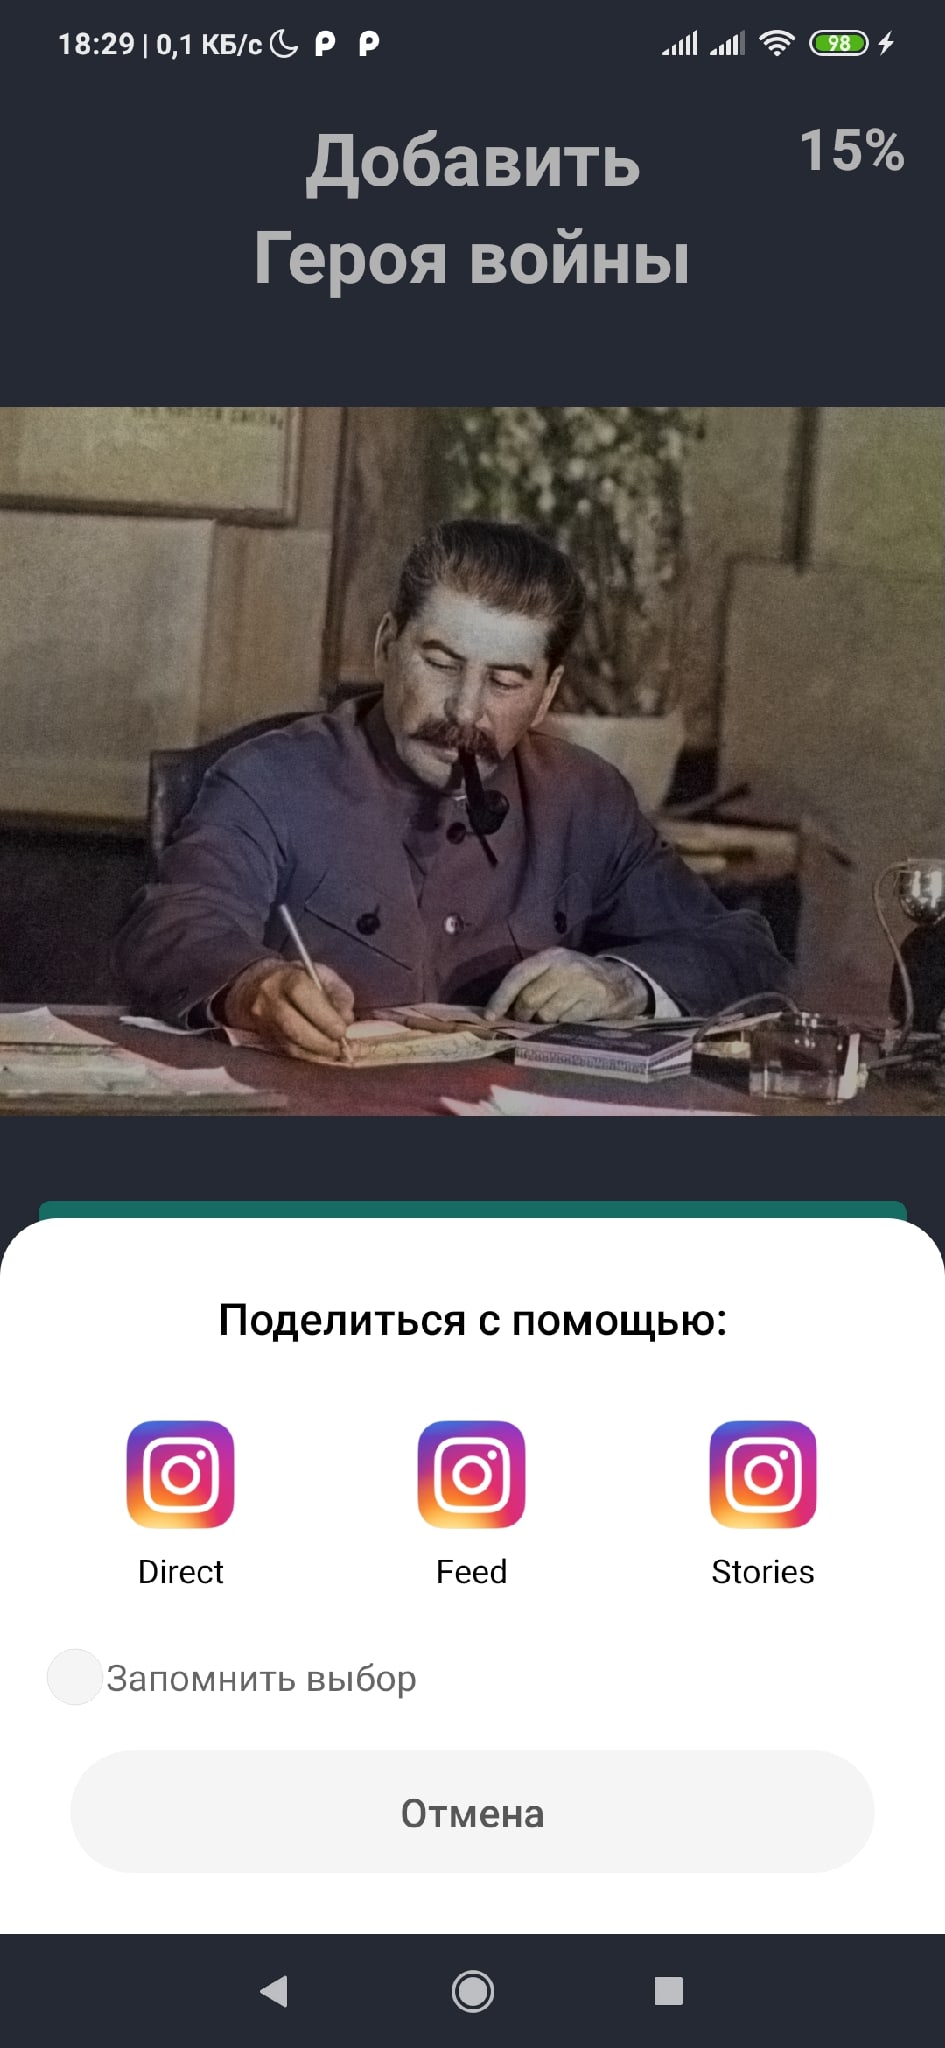 18:29 | 0,1 КБ/с
98
Добавить
15%
Героя войны
Поделиться с помощью:
Direct
Feed
Stories
Запомнить выбор
Отмена